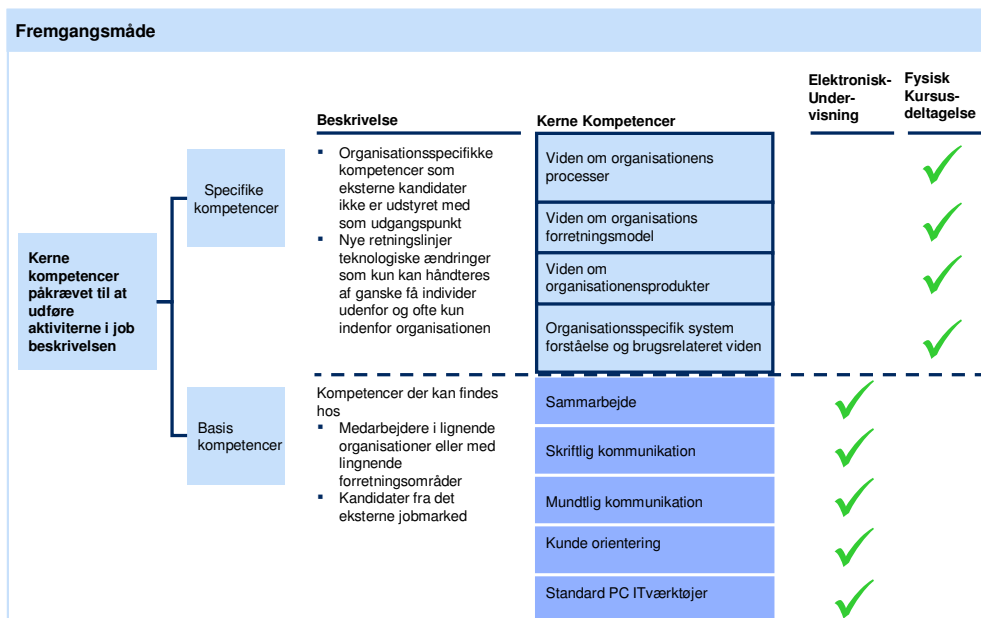 Fremgangsmåde
Elektronisk-
Under-
visning
Fysisk
Kursus-
deltagelse
Beskrivelse
Kerne Kompetencer
Kerne
kompetencer
påkrævet til at
udføre
aktiviterne i job
beskrivelsen
Specifike
kompetencer
▪ Organisationsspecifikke
kompetencer som
eksterne kandidater
ikke er udstyret med
som udgangspunkt
▪ Nye retningslinjer
teknologiske ændringer
som kun kan håndteres
af ganske få individer
udenfor og ofte kun
indenfor organisationen
Viden om organisationens
processer
Viden om organisations
forretningsmodel
Viden om
organisationensprodukter
Organisationsspecifik system
forståelse og brugsrelateret viden
Basis
kompetencer
Kompetencer der kan findes
hos
▪ Medarbejdere i lignende
organisationer eller med
lingnende
forretningsområder
▪ Kandidater fra det
eksterne jobmarked
Sammarbejde
Skriftlig kommunikation
Mundtlig kommunikation
Kunde orientering
Standard PC ITværktøjer